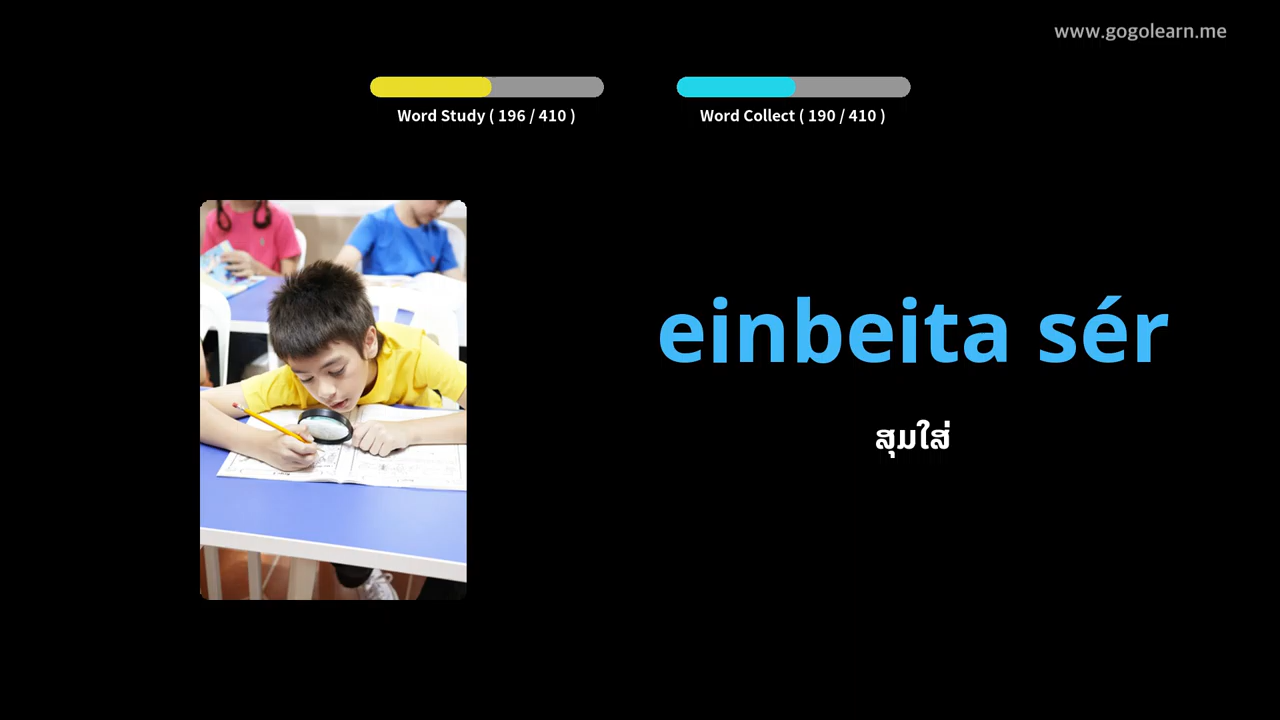 www.gogolearn.me
Word Study ( 196 / 410 )
Word Collect ( 190 / 410 )
einbeita sér
ສຸມໃສ່